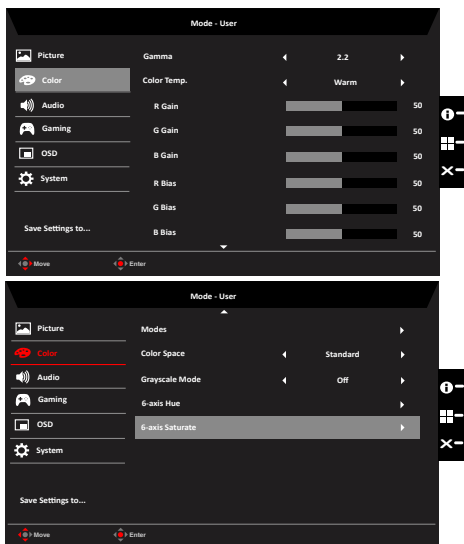 Mode - User
Picture Gamma 2.2
Color Color Temp. Warm
Audio R Gain 50
Gaming G Gain 50
OSD B Gain 50
System R Bias 50
G Bias 50
Save Settings to... B Bias 50
Move Enter
Mode - User
Picture Modes
Color Color Space Standard
Audio Grayscale Mode Off
Gaming 6-axis Hue
OSD 6-axis Saturate
System
Save Settings to...
Move Enter